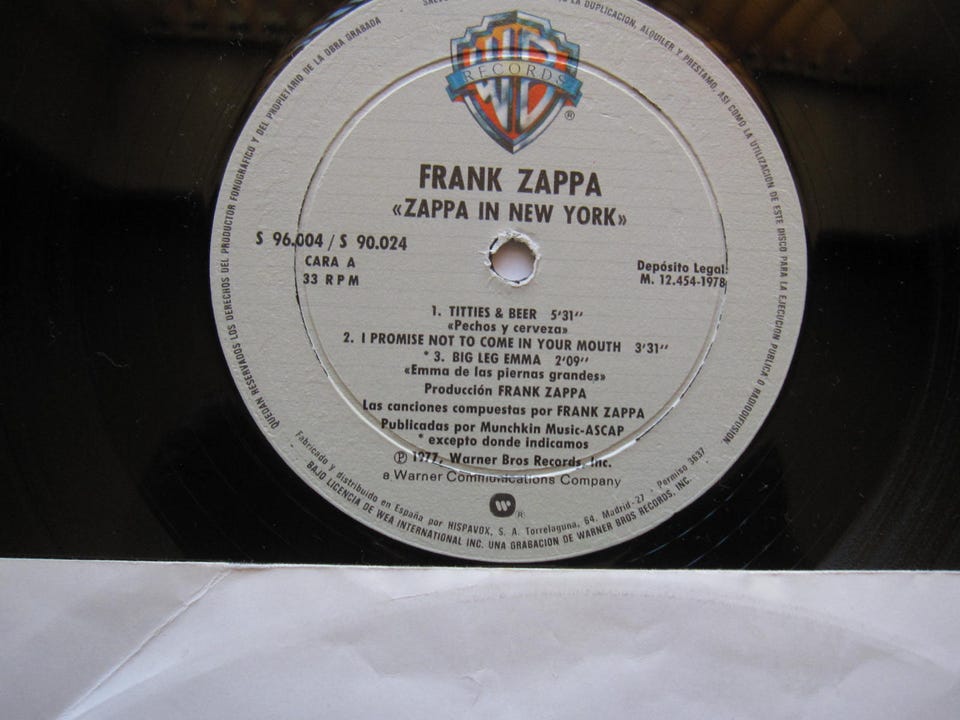 QUEDAN RESERVADOS LOS DERECHOS DEL PRODUCTOR FONOGRAFICO Y DEL PROPIETARIO DE LA OBRA GRABADA
LA DUPLICACION, ALQUILER Y PRESTAMO, ASI COMO LA UTILIZACION DE ESTE DISCO PARA LA EJECUCION PUBLICA O RADIODIFUSION.
WB
RECORDS
®
FRANK ZAPPA
«ZAPPA IN NEW YORK»
S 96.004 / S 90.024
CARA A
33 RPM
Depósito Legal:
M. 12.454-1978
1. TITTIES & BEER 5'31''
«Pechos y cerveza»
2. I PROMISE NOT TO COME IN YOUR MOUTH 3'31''
* 3. BIG LEG EMMA 2'09''
«Emma de las piernas grandes»
Producción FRANK ZAPPA
Las canciones compuestas por FRANK ZAPPA
Publicadas por Munchkin Music-ASCAP
* excepto donde indicamos
Ⓟ 1977, Warner Bros Records, Inc.
a Warner Communications Company
W ®
Fabricado y distribuido en España por HISPAVOX, S. A. Torrelaguna, 64. Madrid-27 - Permiso 3637
BAJO LICENCIA DE WEA INTERNATIONAL INC. UNA GRABACION DE WARNER BROS RECORDS, INC.